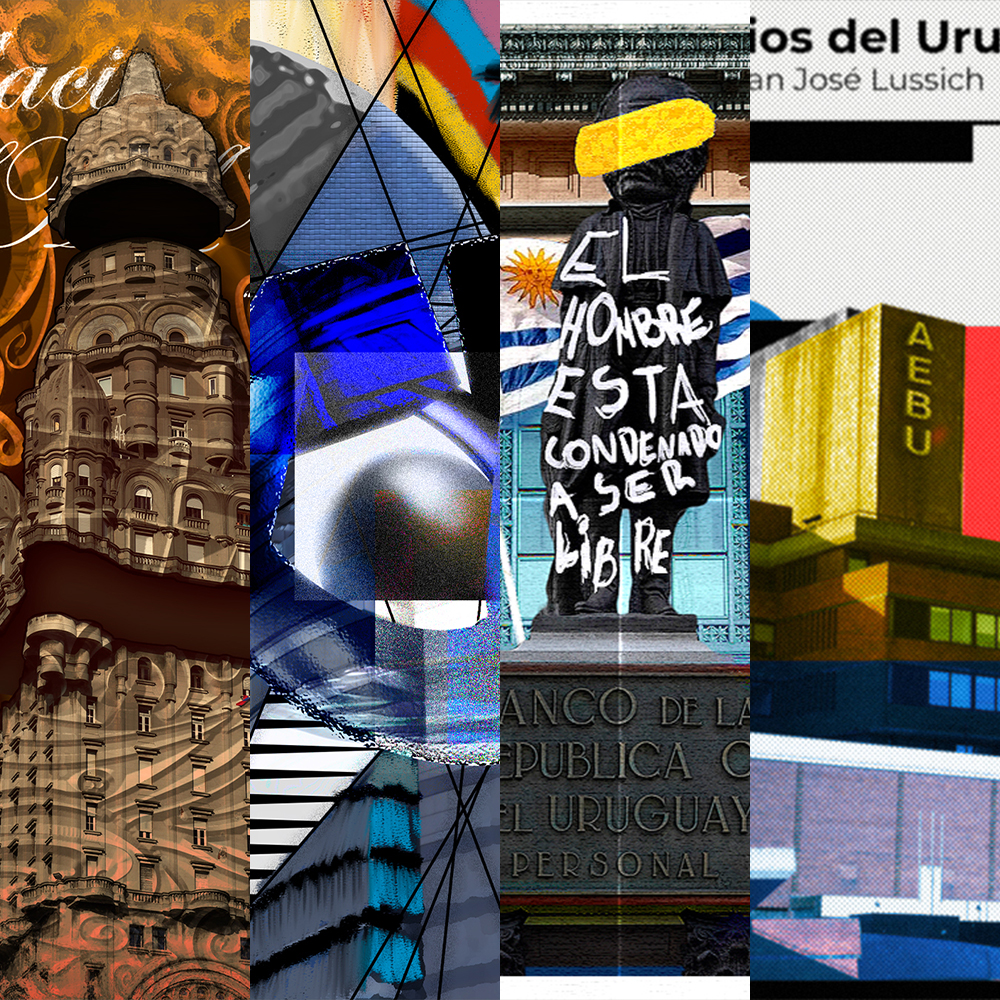 laci
EL
HOMBRE
ESTA
CONDENADO
A SER
LIBRE
ANCO DE LA
EPUBLICA O
EL URUGUAY
PERSONAL
ios del Uru
an José Lussich
AEBU